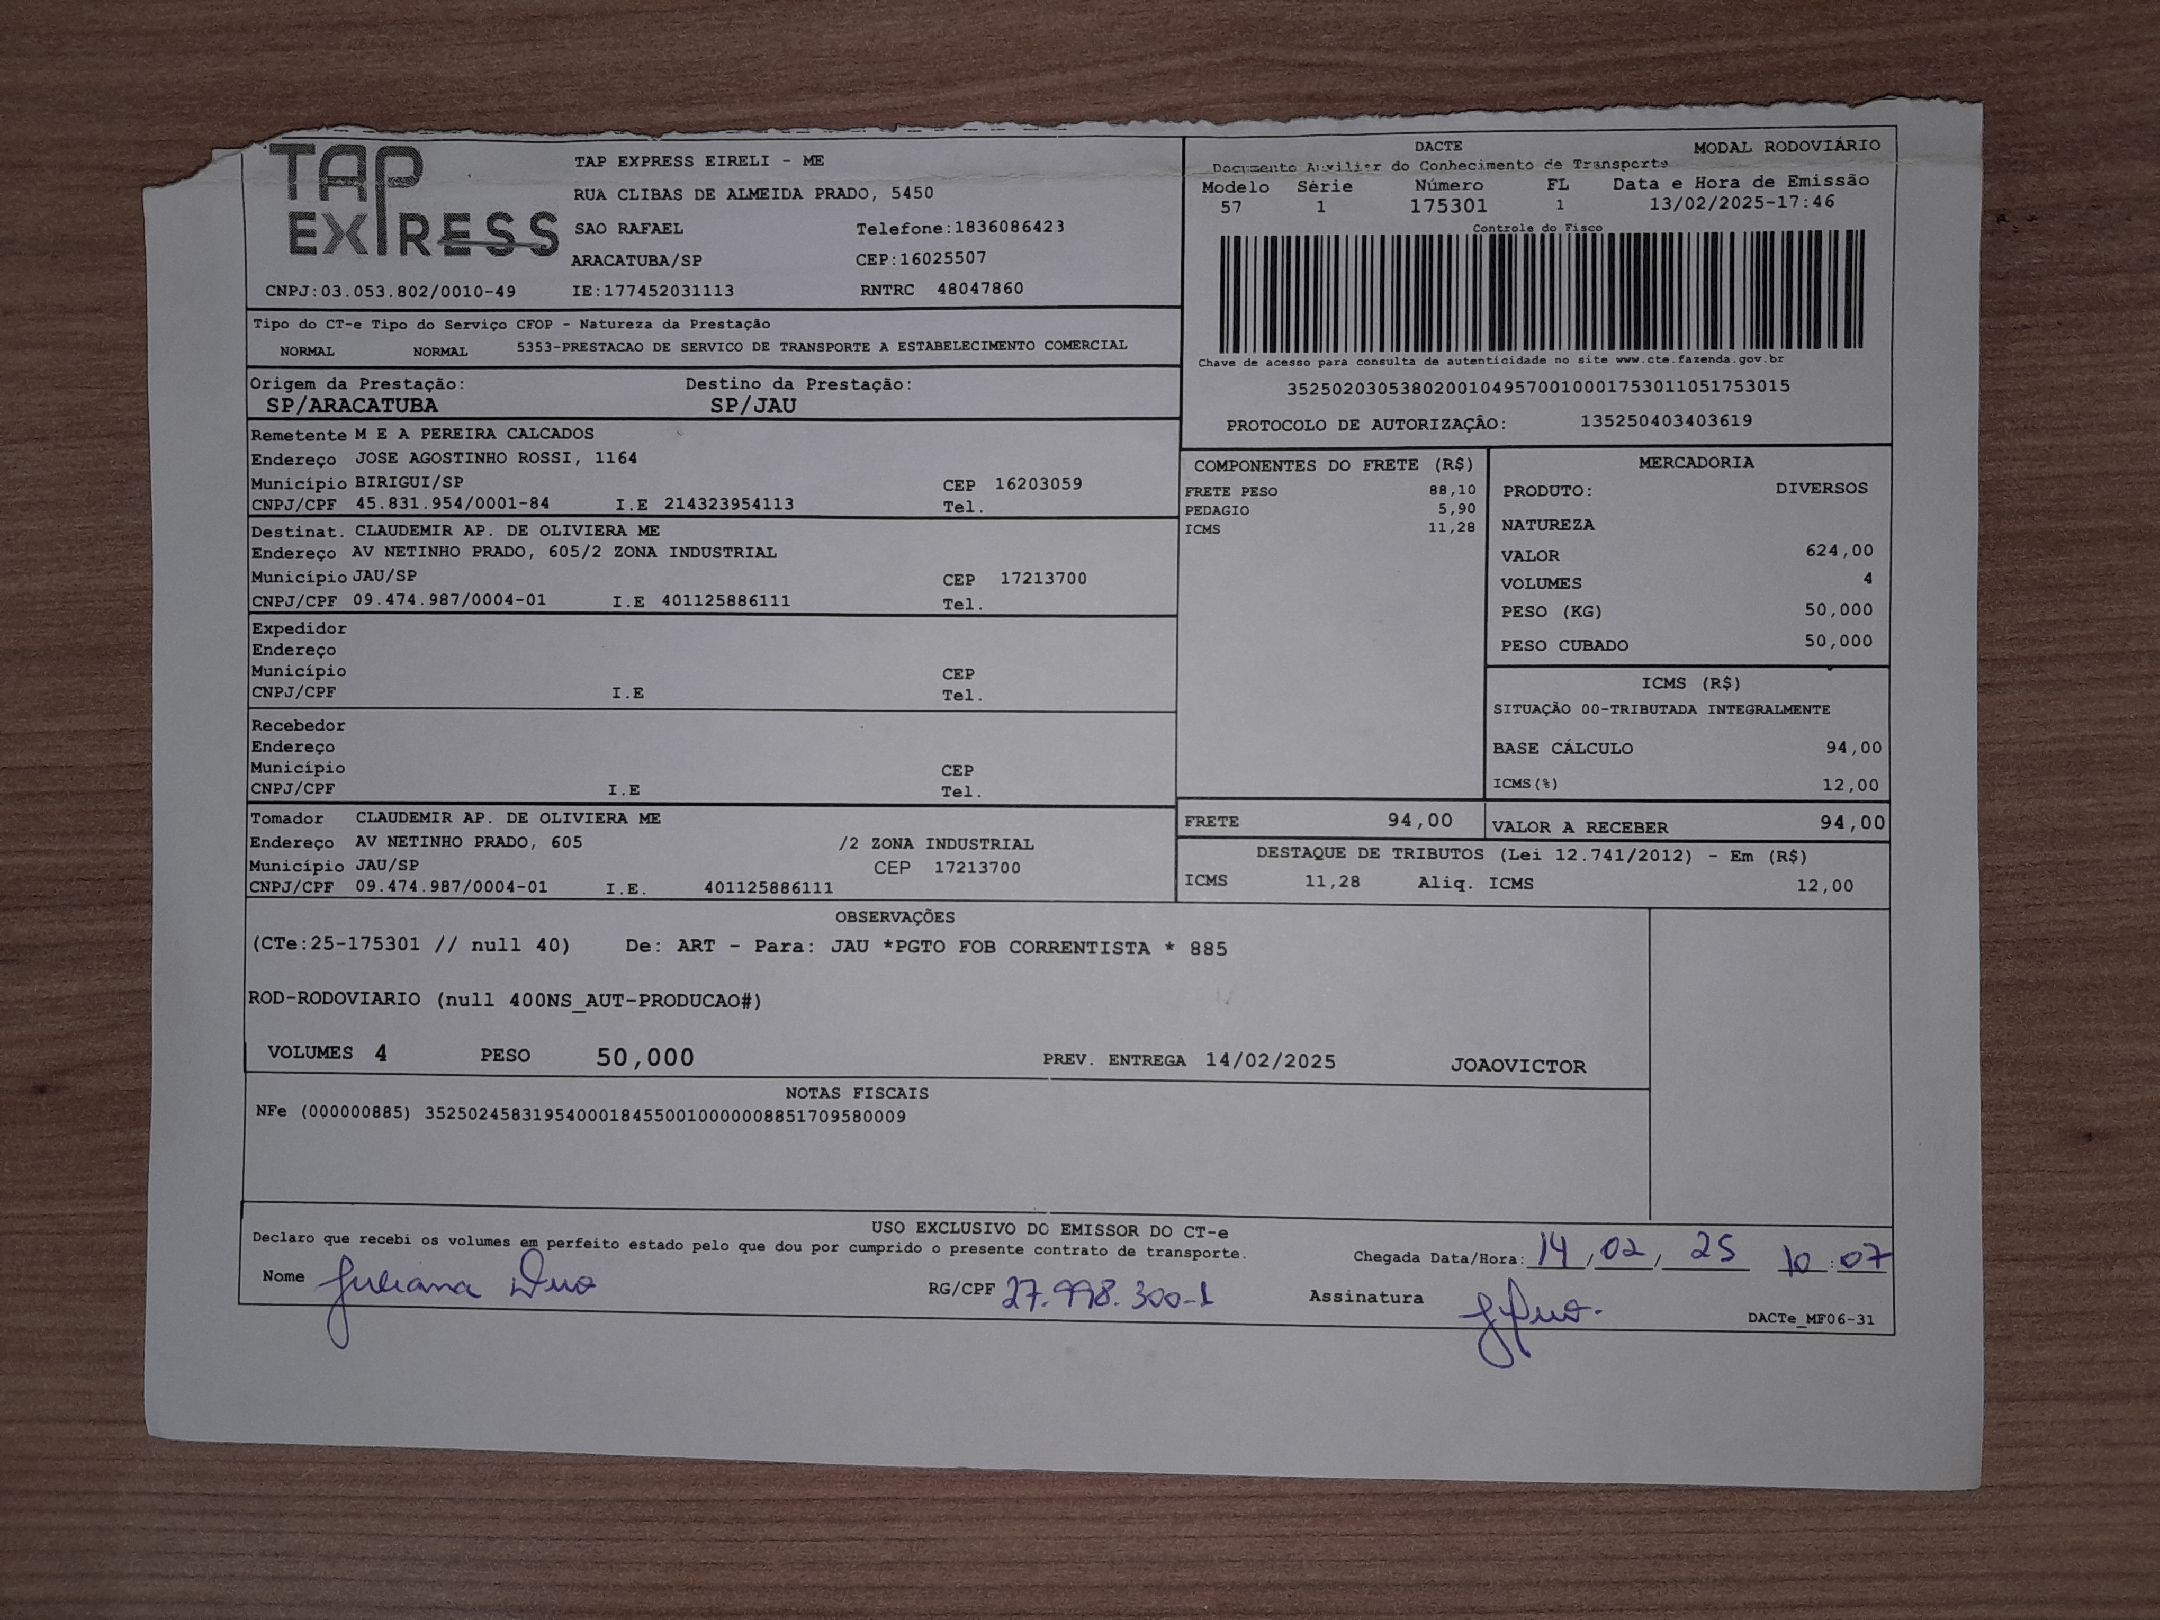 TAP
EXPRESS
TAP EXPRESS EIRELI - ME
RUA CLIBAS DE ALMEIDA PRADO, 5450
SAO RAFAEL Telefone:1836086423
ARACATUBA/SP CEP:16025507
CNPJ:03.053.802/0010-49 IE:177452031113 RNTRC 48047860
DACTE MODAL RODOVIÁRIO
Documento Auxiliar do Conhecimento de Transporte
Modelo Série Número FL Data e Hora de Emissão
57 1 175301 1 13/02/2025-17:46
Controle do Fisco
Chave de acesso para consulta de autenticidade no site www.cte.fazenda.gov.br
35250203053802001049570010001753011051753015
PROTOCOLO DE AUTORIZAÇÃO: 135250403403619
Tipo do CT-e Tipo do Serviço CFOP - Natureza da Prestação
NORMAL NORMAL 5353-PRESTACAO DE SERVICO DE TRANSPORTE A ESTABELECIMENTO COMERCIAL
Origem da Prestação: Destino da Prestação:
SP/ARACATUBA SP/JAU
Remetente M E A PEREIRA CALCADOS
Endereço JOSE AGOSTINHO ROSSI, 1164
Município BIRIGUI/SP CEP 16203059
CNPJ/CPF 45.831.954/0001-84 I.E 214323954113 Tel.
Destinat. CLAUDEMIR AP. DE OLIVIERA ME
Endereço AV NETINHO PRADO, 605/2 ZONA INDUSTRIAL
Município JAU/SP CEP 17213700
CNPJ/CPF 09.474.987/0004-01 I.E 401125886111 Tel.
Expedidor
Endereço
Município CEP
CNPJ/CPF I.E Tel.
Recebedor
Endereço
Município CEP
CNPJ/CPF I.E Tel.
Tomador CLAUDEMIR AP. DE OLIVIERA ME
Endereço AV NETINHO PRADO, 605 /2 ZONA INDUSTRIAL
Município JAU/SP CEP 17213700
CNPJ/CPF 09.474.987/0004-01 I.E. 401125886111
COMPONENTES DO FRETE (R$)
FRETE PESO 88,10
PEDAGIO 5,90
ICMS 11,28
MERCADORIA
PRODUTO: DIVERSOS
NATUREZA
VALOR 624,00
VOLUMES 4
PESO (KG) 50,000
PESO CUBADO 50,000
ICMS (R$)
SITUAÇÃO 00-TRIBUTADA INTEGRALMENTE
BASE CÁLCULO 94,00
ICMS(%) 12,00
FRETE 94,00 VALOR A RECEBER 94,00
DESTAQUE DE TRIBUTOS (Lei 12.741/2012) - Em (R$)
ICMS 11,28 Aliq. ICMS 12,00
OBSERVAÇÕES
(CTe:25-175301 // null 40) De: ART - Para: JAU *PGTO FOB CORRENTISTA * 885
ROD-RODOVIARIO (null 400NS_AUT-PRODUCAO#)
VOLUMES 4 PESO 50,000 PREV. ENTREGA 14/02/2025 JOAOVICTOR
NOTAS FISCAIS
NFe (000000885) 35250245831954000184550010000008851709580009
USO EXCLUSIVO DO EMISSOR DO CT-e
Declaro que recebi os volumes em perfeito estado pelo que dou por cumprido o presente contrato de transporte.
Chegada Data/Hora: 14 / 02 / 25 10 : 07
Nome Juliana RG/CPF 27.998.300-1 Assinatura
DACTe_MF06-31